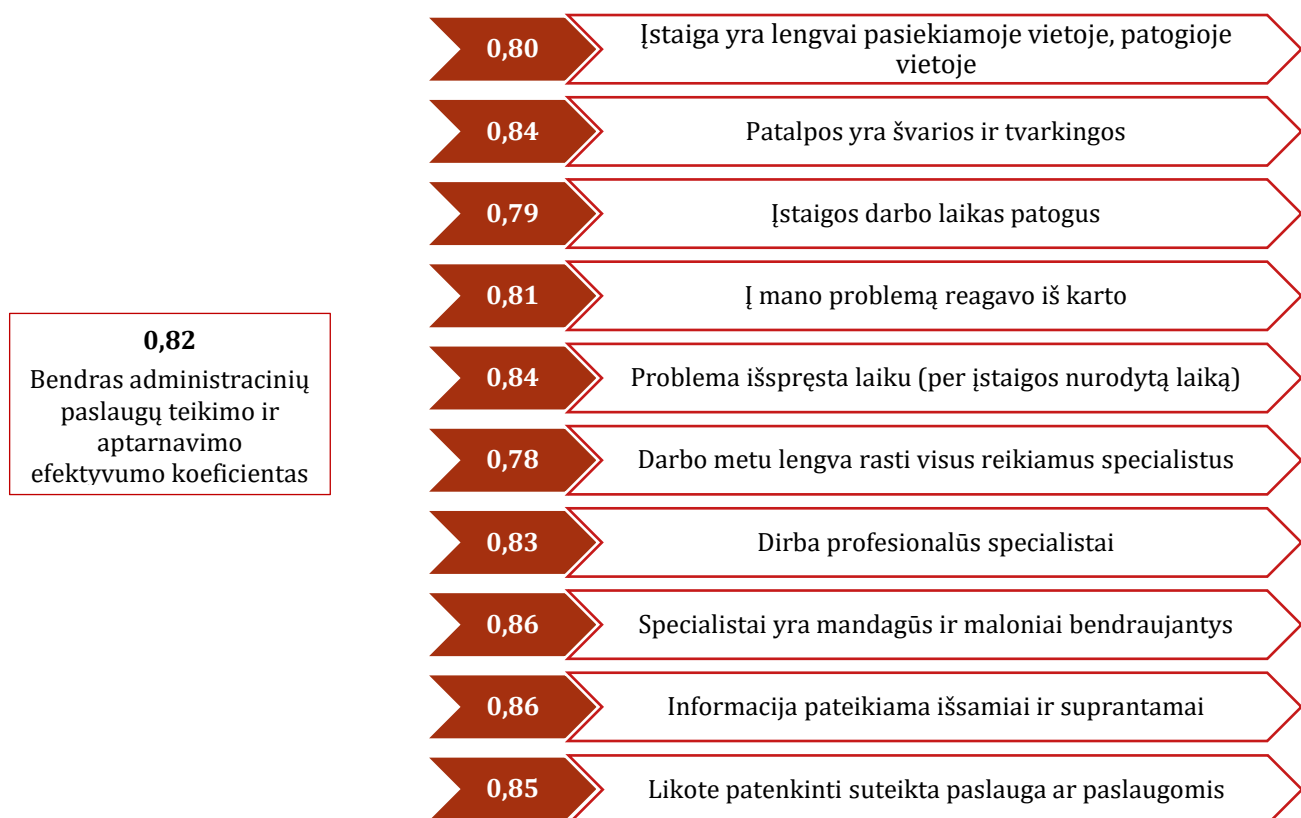 0,82
Bendras administracinių
paslaugų teikimo ir
aptarnavimo
efektyvumo koeficientas
0,80
Įstaiga yra lengvai pasiekiamoje vietoje, patogioje
vietoje
0,84
Patalpos yra švarios ir tvarkingos
0,79
Įstaigos darbo laikas patogus
0,81
Į mano problemą reagavo iš karto
0,84
Problema išspręsta laiku (per įstaigos nurodytą laiką)
0,78
Darbo metu lengva rasti visus reikiamus specialistus
0,83
Dirba profesionalūs specialistai
0,86
Specialistai yra mandagūs ir maloniai bendraujantys
0,86
Informacija pateikiama išsamiai ir suprantamai
0,85
Likote patenkinti suteikta paslauga ar paslaugomis